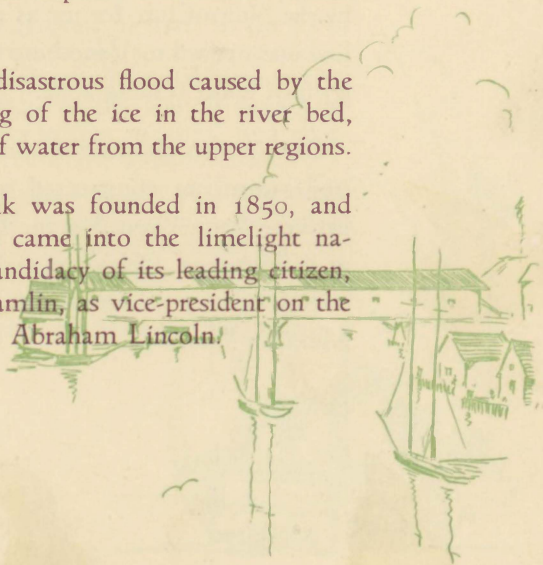 disastrous flood caused by the
g of the ice in the river bed,
f water from the upper regions.
k was founded in 1850, and
came into the limelight na-
andidacy of its leading citizen,
amlin, as vice-president on the
Abraham Lincoln.